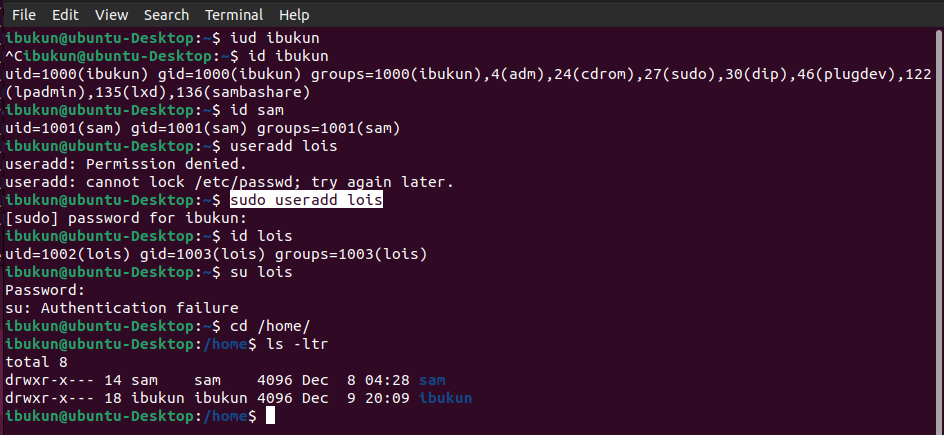 File Edit View Search Terminal Help
ibukun@ubuntu-Desktop:~$ iud ibukun
^Cibukun@ubuntu-Desktop:~$ id ibukun
uid=1000(ibukun) gid=1000(ibukun) groups=1000(ibukun),4(adm),24(cdrom),27(sudo),30(dip),46(plugdev),122
(lpadmin),135(lxd),136(sambashare)
ibukun@ubuntu-Desktop:~$ id sam
uid=1001(sam) gid=1001(sam) groups=1001(sam)
ibukun@ubuntu-Desktop:~$ useradd lois
useradd: Permission denied.
useradd: cannot lock /etc/passwd; try again later.
ibukun@ubuntu-Desktop:~$ sudo useradd lois
[sudo] password for ibukun:
ibukun@ubuntu-Desktop:~$ id lois
uid=1002(lois) gid=1003(lois) groups=1003(lois)
ibukun@ubuntu-Desktop:~$ su lois
Password:
su: Authentication failure
ibukun@ubuntu-Desktop:~$ cd /home/
ibukun@ubuntu-Desktop:/home$ ls -ltr
total 8
drwxr-x--- 14 sam    sam    4096 Dec  8 04:28 sam
drwxr-x--- 18 ibukun ibukun 4096 Dec  9 20:09 ibukun
ibukun@ubuntu-Desktop:/home$